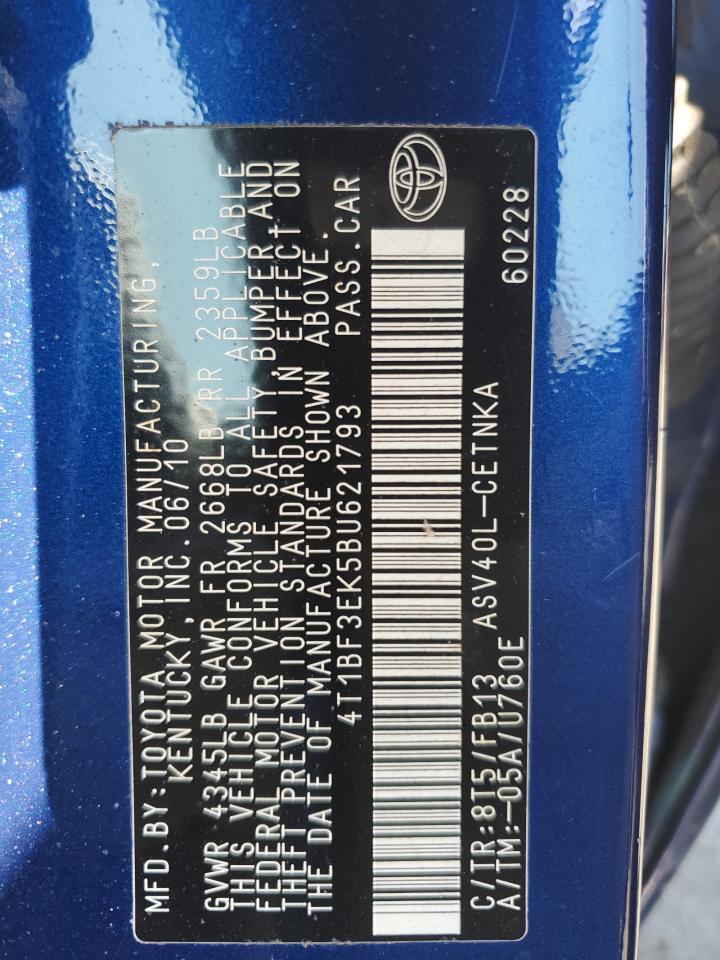 MFD.BY:TOYOTA MOTOR MANUFACTURING,
KENTUCKY,INC.06/10
GVWR 4345LB GAWR FR 2668LB RR 2359LB
THIS VEHICLE CONFORMS TO ALL APPLICABLE
FEDERAL MOTOR VEHICLE SAFETY,BUMPER,AND
THEFT PREVENTION STANDARDS IN EFFECT ON
THE DATE OF MANUFACTURE SHOWN ABOVE.
4T1BF3EK5BU621793 PASS.CAR
C/TR:8T5/FB13 ASV40L-CETNKA
A/TM:-05A/U760E 60228